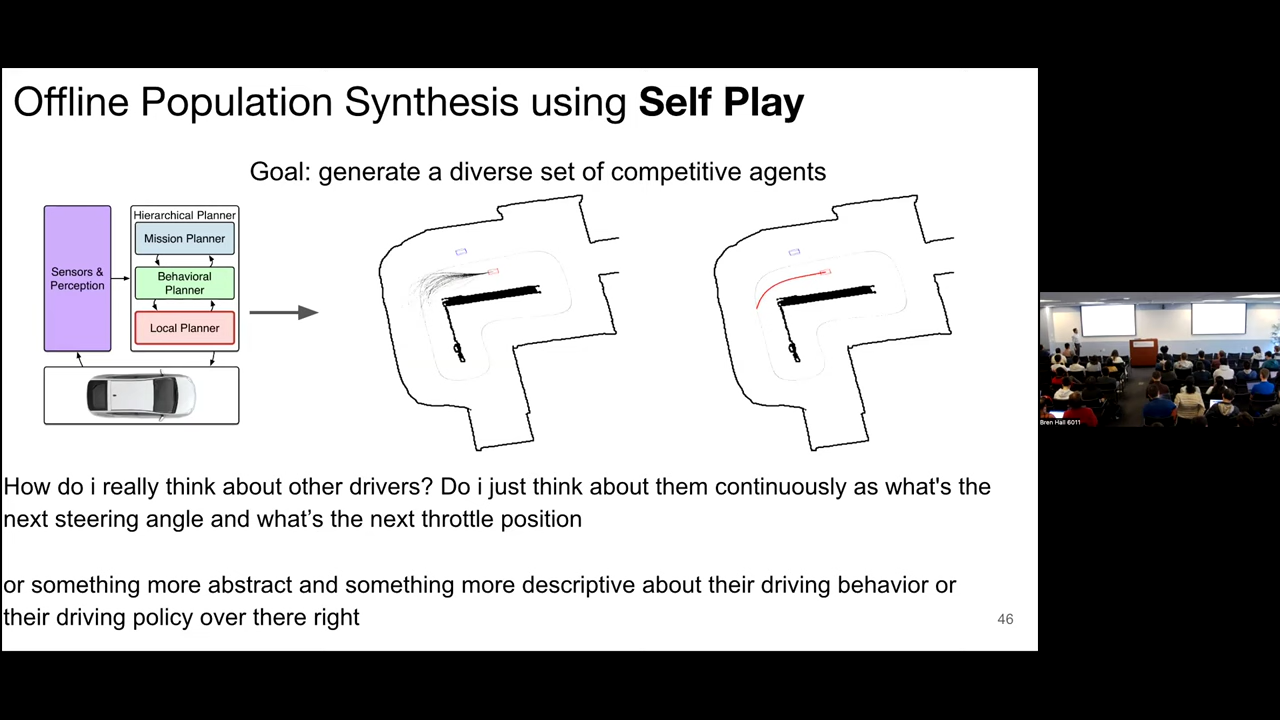 Offline Population Synthesis using Self Play
Goal: generate a diverse set of competitive agents
Sensors &
Perception
Hierarchical Planner
Mission Planner
Behavioral
Planner
Local Planner
How do i really think about other drivers? Do i just think about them continuously as what's the
next steering angle and what’s the next throttle position
or something more abstract and something more descriptive about their driving behavior or
their driving policy over there right
46
Bren Hall 6011